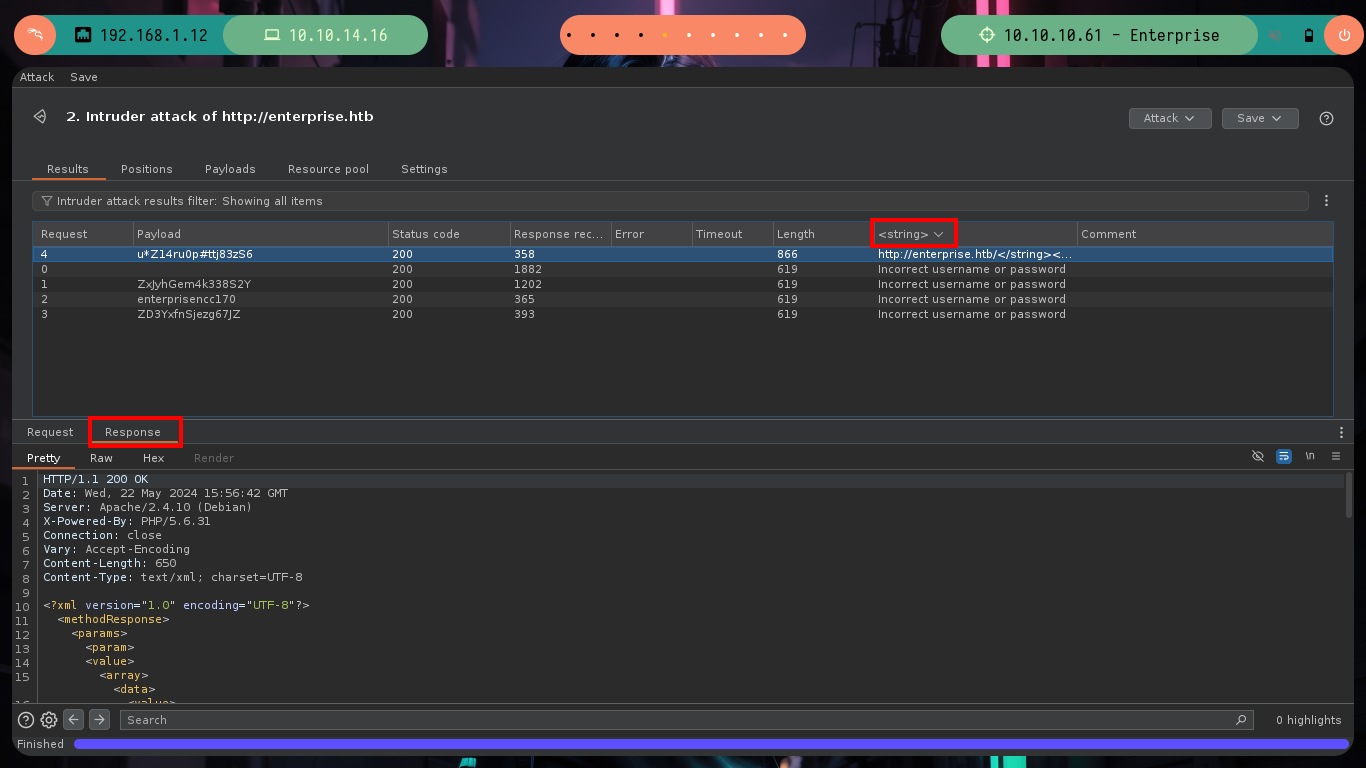 192.168.1.12 10.10.14.16 10.10.10.61 - Enterprise
Attack Save
2. Intruder attack of http://enterprise.htb Attack Save
Results Positions Payloads Resource pool Settings
Intruder attack results filter: Showing all items
Request Payload Status code Response rec... Error Timeout Length <string> Comment
4 u*Z14ru0p#ttj83zS6 200 358 866 http://enterprise.htb/</string><...
0 200 1882 619 Incorrect username or password
1 ZxJyhGem4k338S2Y 200 1202 619 Incorrect username or password
2 enterprisencc170 200 365 619 Incorrect username or password
3 ZD3YxfnSjezg67JZ 200 393 619 Incorrect username or password
Request Response
Pretty Raw Hex Render \n
1 HTTP/1.1 200 OK
2 Date: Wed, 22 May 2024 15:56:42 GMT
3 Server: Apache/2.4.10 (Debian)
4 X-Powered-By: PHP/5.6.31
5 Connection: close
6 Vary: Accept-Encoding
7 Content-Length: 650
8 Content-Type: text/xml; charset=UTF-8
9
10 <?xml version="1.0" encoding="UTF-8"?>
11 <methodResponse>
12 <params>
13 <param>
14 <value>
15 <array>
<data>
16 <value>
Search 0 highlights
Finished